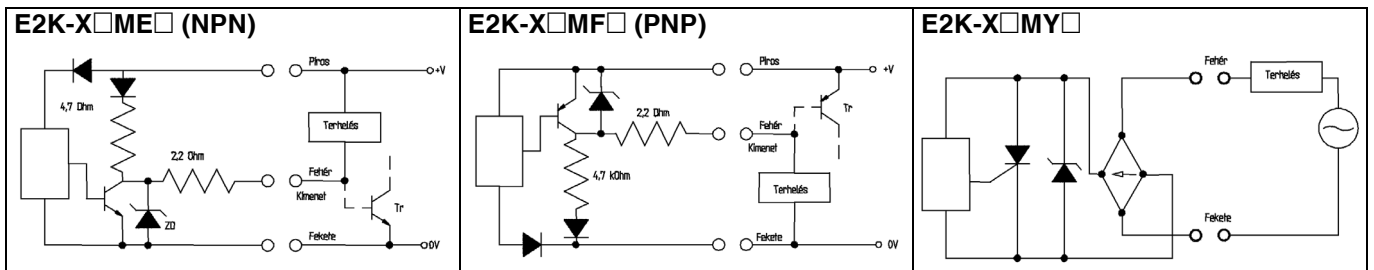 E2K-X□ME□ (NPN)
Piros
+V
4,7 Ohm
Terhelés
2,2 Ohm
Fehér
Kimenet
Tr
ZD
Fekete
0V
E2K-X□MF□ (PNP)
Piros
+V
Tr
2,2 Ohm
Fehér
Kimenet
4,7 kOhm
Terhelés
Fekete
0V
E2K-X□MY□
Fehér
Terhelés
Fekete